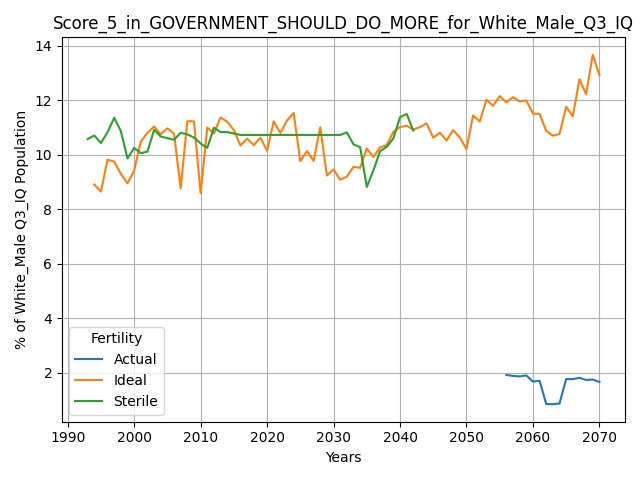 Score_5_in_GOVERNMENT_SHOULD_DO_MORE_for_White_Male_Q3_IQ
% of White_Male Q3_IQ Population
14
12
10
8
6
4
2
Fertility
Actual
Ideal
Sterile
1990 2000 2010 2020 2030 2040 2050 2060 2070
Years